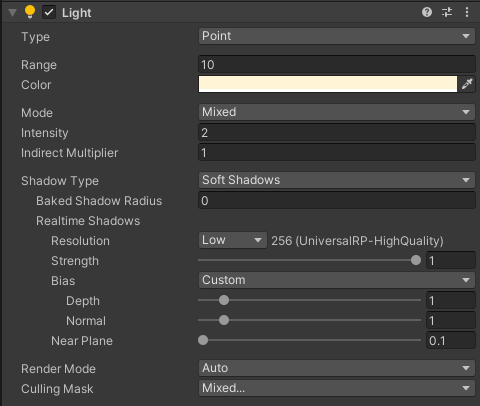 Light
Type Point
Range 10
Color
Mode Mixed
Intensity 2
Indirect Multiplier 1
Shadow Type Soft Shadows
Baked Shadow Radius 0
Realtime Shadows
Resolution Low 256 (UniversalRP-HighQuality)
Strength 1
Bias Custom
Depth 1
Normal 1
Near Plane 0.1
Render Mode Auto
Culling Mask Mixed...